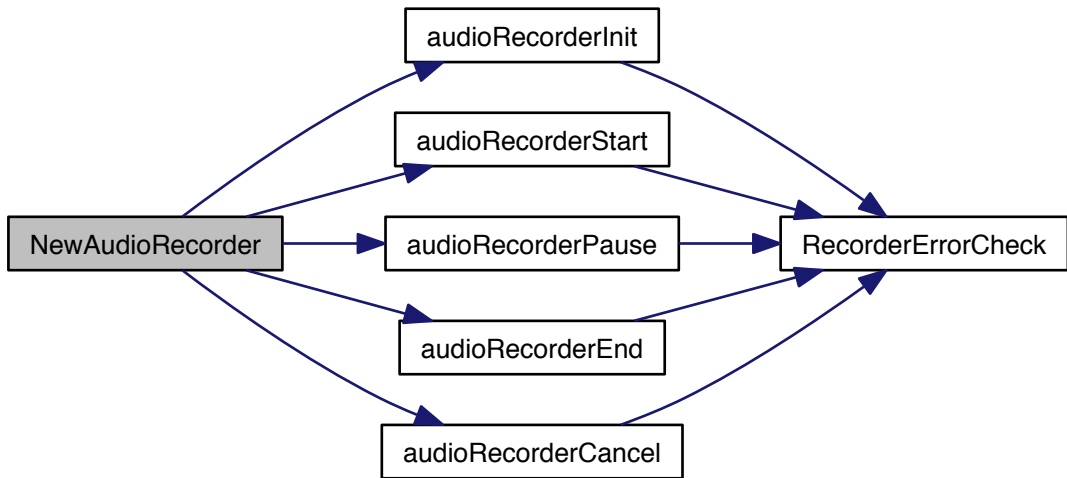 audioRecorderInit
audioRecorderStart
NewAudioRecorder
audioRecorderPause
RecorderErrorCheck
audioRecorderEnd
audioRecorderCancel